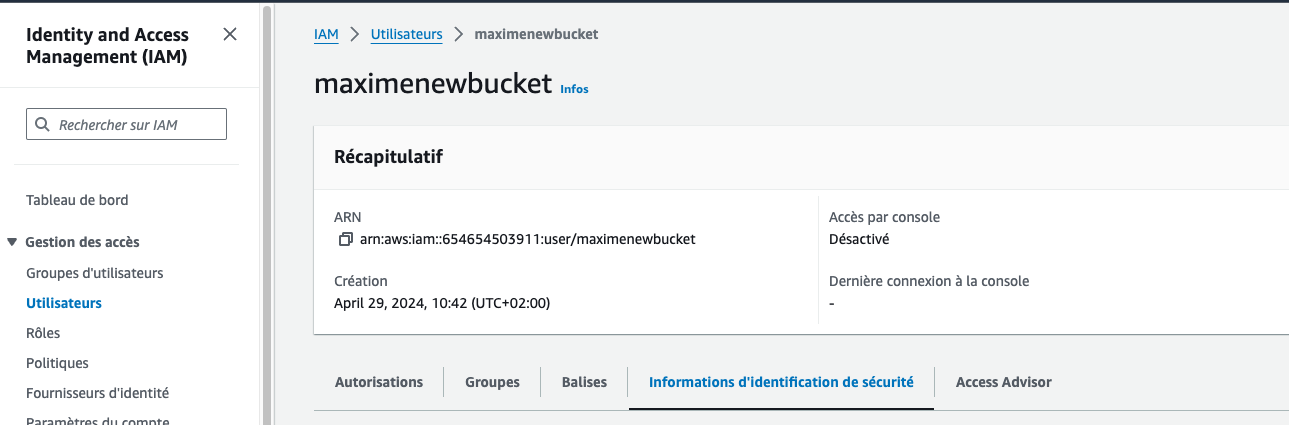 Identity and Access
Management (IAM)
Rechercher sur IAM
Tableau de bord
Gestion des accès
Groupes d'utilisateurs
Utilisateurs
Rôles
Politiques
Fournisseurs d'identité
Paramètres du compte
IAM > Utilisateurs > maximenewbucket
maximenewbucket Infos
Récapitulatif
ARN
arn:aws:iam::654654503911:user/maximenewbucket
Création
April 29, 2024, 10:42 (UTC+02:00)
Accès par console
Désactivé
Dernière connexion à la console
-
Autorisations Groupes Balises Informations d'identification de sécurité Access Advisor